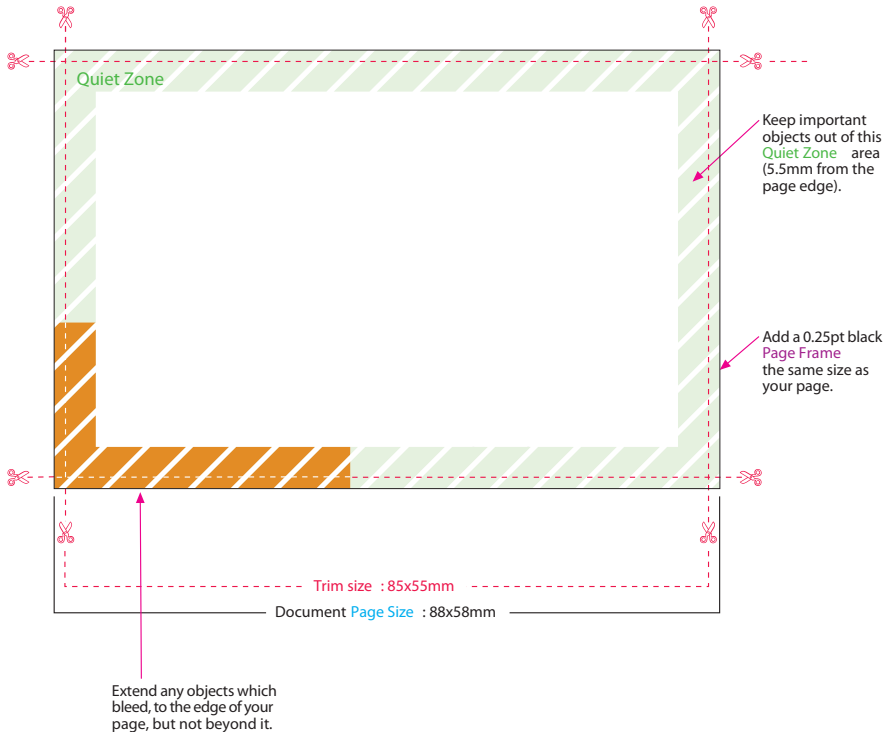 Quiet Zone
Keep important
objects out of this
Quiet Zone area
(5.5mm from the
page edge).
Add a 0.25pt black
Page Frame
the same size as
your page.
Trim size : 85x55mm
Document Page Size : 88x58mm
Extend any objects which
bleed, to the edge of your
page, but not beyond it.